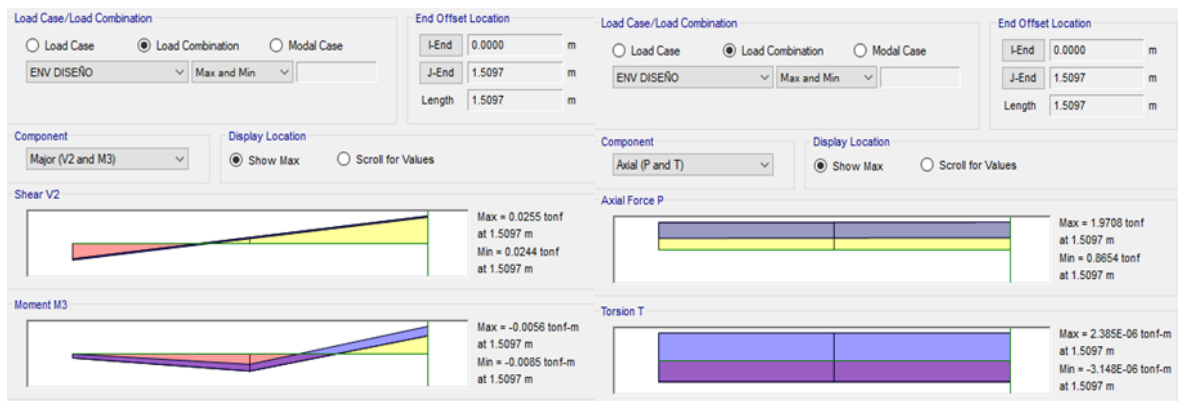 Load Case/Load Combination
Load Case Load Combination Modal Case
ENV DISEÑO Max and Min
End Offset Location
I-End 0.0000 m
J-End 1.5097 m
Length 1.5097 m
Component
Major (V2 and M3)
Display Location
Show Max Scroll for Values
Shear V2
Max = 0.0255 tonf
at 1.5097 m
Min = 0.0244 tonf
at 1.5097 m
Moment M3
Max = -0.0056 tonf-m
at 1.5097 m
Min = -0.0085 tonf-m
at 1.5097 m
Load Case/Load Combination
Load Case Load Combination Modal Case
ENV DISEÑO Max and Min
End Offset Location
I-End 0.0000 m
J-End 1.5097 m
Length 1.5097 m
Component
Axial (P and T)
Display Location
Show Max Scroll for Values
Axial Force P
Max = 1.9708 tonf
at 1.5097 m
Min = 0.8654 tonf
at 1.5097 m
Torsion T
Max = 2.385E-06 tonf-m
at 1.5097 m
Min = -3.148E-06 tonf-m
at 1.5097 m